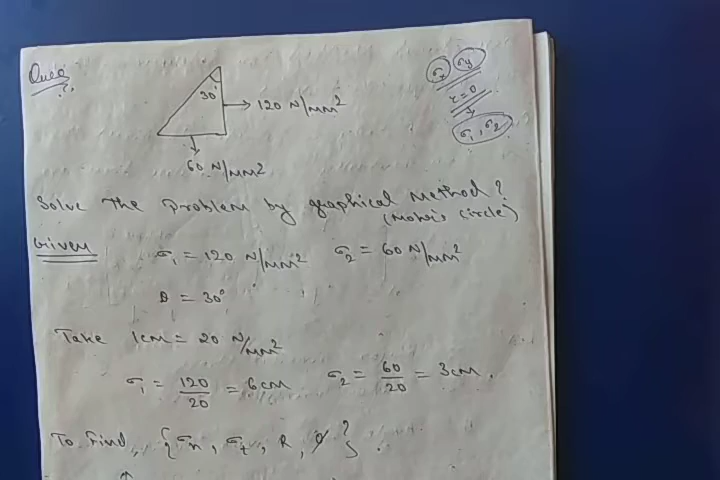 Ques
?
30°
→ 120 N/mm²
60 N/mm²
σx σy
τ=0
σ1, σ2
Solve the problem by graphical method?
(Mohr's circle)
Given
σ1 = 120 N/mm² σ2 = 60 N/mm²
θ = 30°
Take 1cm = 20 N/mm²
σ1 = 120/20 = 6cm σ2 = 60/20 = 3cm.
To Find, {σn, σt, R, φ?}.